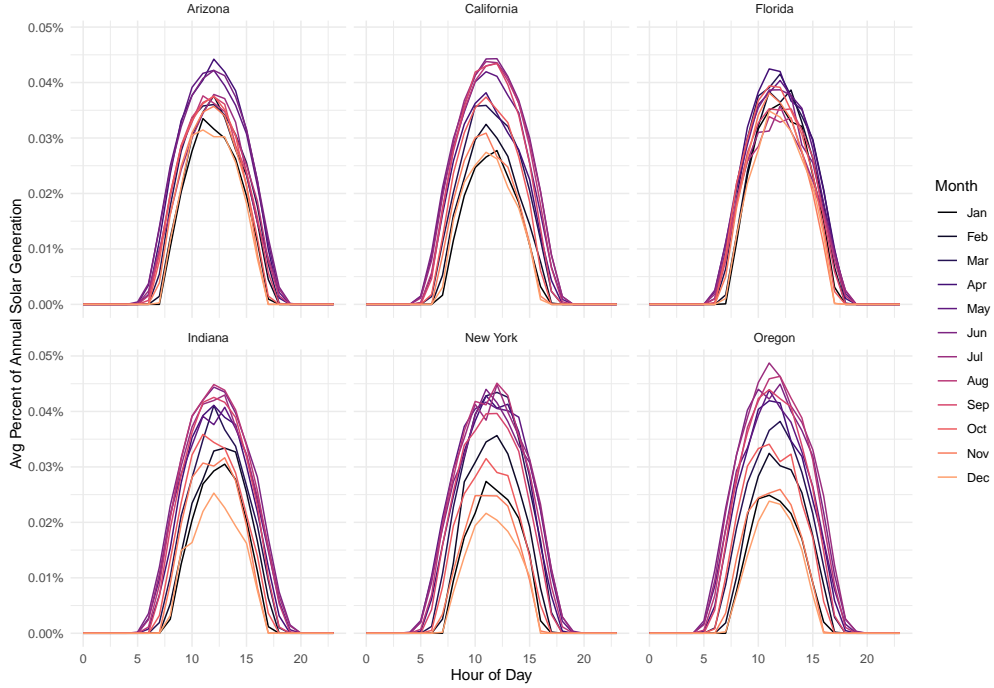 Arizona
California
Florida
0.05%
0.04%
0.03%
0.02%
0.01%
0.00%
Indiana
New York
Oregon
0.05%
0.04%
0.03%
0.02%
0.01%
0.00%
0 5 10 15 20
0 5 10 15 20
0 5 10 15 20
Hour of Day
Avg Percent of Annual Solar Generation
Month
Jan
Feb
Mar
Apr
May
Jun
Jul
Aug
Sep
Oct
Nov
Dec